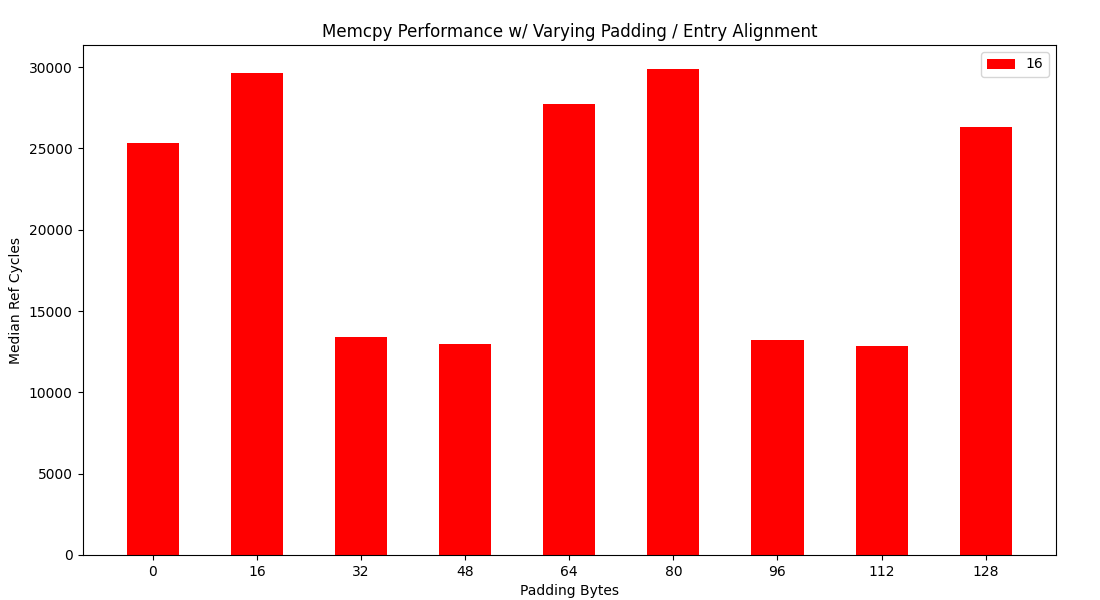 Memcpy Performance w/ Varying Padding / Entry Alignment
16
30000
25000
20000
15000
10000
5000
0
Median Ref Cycles
0 16 32 48 64 80 96 112 128
Padding Bytes